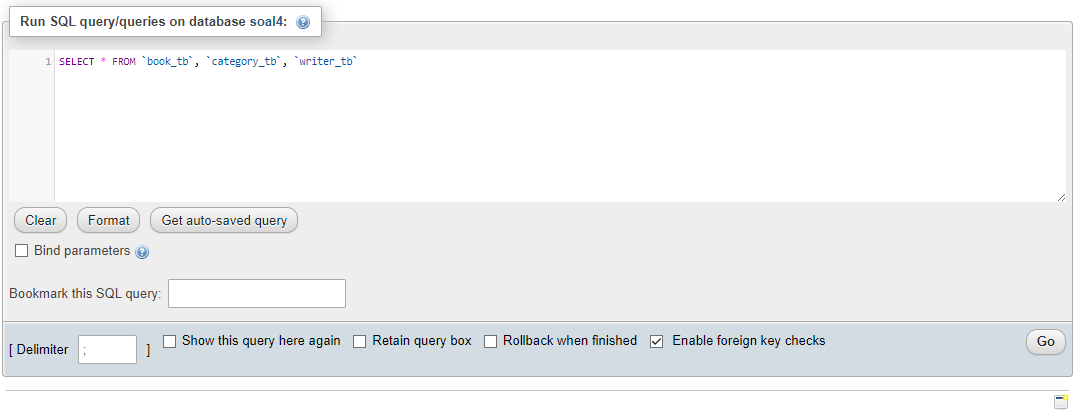 Run SQL query/queries on database soal4:
1 SELECT * FROM `book_tb`, `category_tb`, `writer_tb`
Clear Format Get auto-saved query
Bind parameters
Bookmark this SQL query:
[ Delimiter ; ] Show this query here again Retain query box Rollback when finished Enable foreign key checks Go